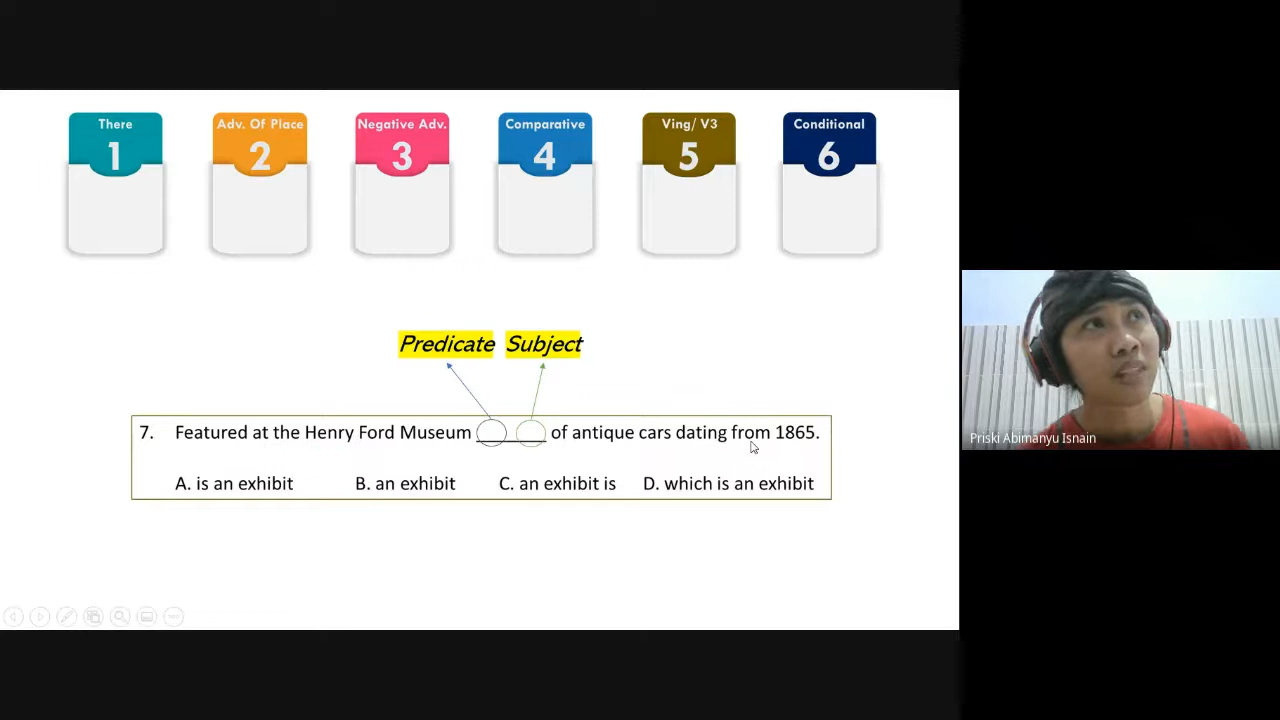 There
1
Adv. Of Place
2
Negative Adv.
3
Comparative
4
Ving/ V3
5
Conditional
6
Predicate Subject
7. Featured at the Henry Ford Museum ______ of antique cars dating from 1865.
A. is an exhibit B. an exhibit C. an exhibit is D. which is an exhibit
Priski Abimanyu Isnain